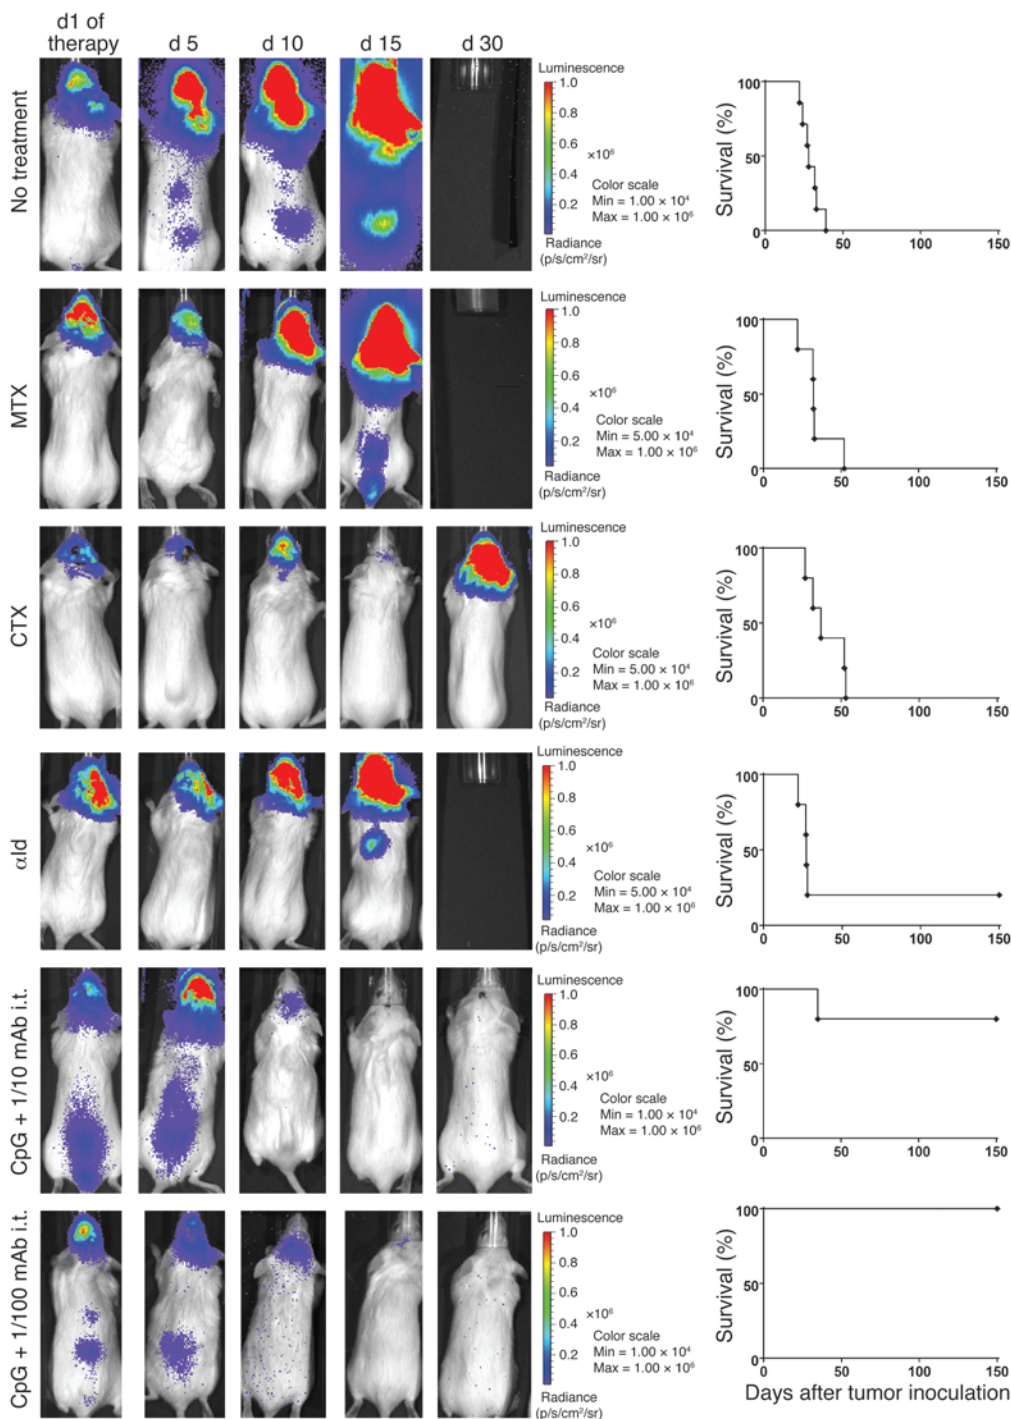 d1 of
therapy
d 5
d 10
d 15
d 30
No treatment
Luminescence
1.0
0.8
0.6
×10⁶
0.4
0.2
Color scale
Min = 1.00 × 10⁴
Max = 1.00 × 10⁶
Radiance
(p/s/cm²/sr)
Survival (%)
100
50
0
0 50 100 150
MTX
Luminescence
1.0
0.8
0.6
×10⁶
0.4
0.2
Color scale
Min = 5.00 × 10⁴
Max = 1.00 × 10⁶
Radiance
(p/s/cm²/sr)
Survival (%)
100
50
0
0 50 100 150
CTX
Luminescence
1.0
0.8
0.6
×10⁶
0.4
0.2
Color scale
Min = 5.00 × 10⁴
Max = 1.00 × 10⁶
Radiance
(p/s/cm²/sr)
Survival (%)
100
50
0
0 50 100 150
αId
Luminescence
1.0
0.8
0.6
×10⁶
0.4
0.2
Color scale
Min = 5.00 × 10⁴
Max = 1.00 × 10⁶
Radiance
(p/s/cm²/sr)
Survival (%)
100
50
0
0 50 100 150
CpG + 1/10 mAb i.t.
Luminescence
1.0
0.8
0.6
×10⁶
0.4
0.2
Color scale
Min = 1.00 × 10⁴
Max = 1.00 × 10⁶
Radiance
(p/s/cm²/sr)
Survival (%)
100
50
0
0 50 100 150
CpG + 1/100 mAb i.t.
Luminescence
1.0
0.8
0.6
×10⁶
0.4
0.2
Color scale
Min = 1.00 × 10⁴
Max = 1.00 × 10⁶
Radiance
(p/s/cm²/sr)
Survival (%)
100
50
0
0 50 100 150
Days after tumor inoculation